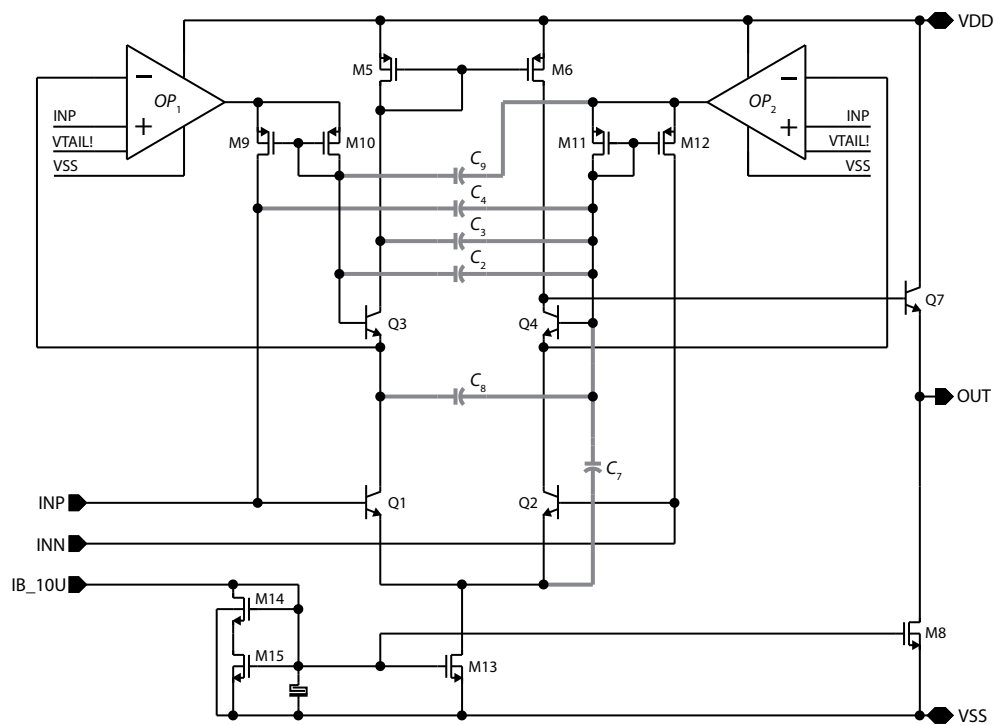 VDD
M5
M6
−
OP1
+
INP
VTAIL!
VSS
−
OP2
+
INP
VTAIL!
VSS
M9
M10
M11
M12
C9
C4
C3
C2
Q3
Q4
Q7
C8
OUT
C7
INP
Q1
Q2
INN
IB_10U
M14
M15
M13
M8
VSS